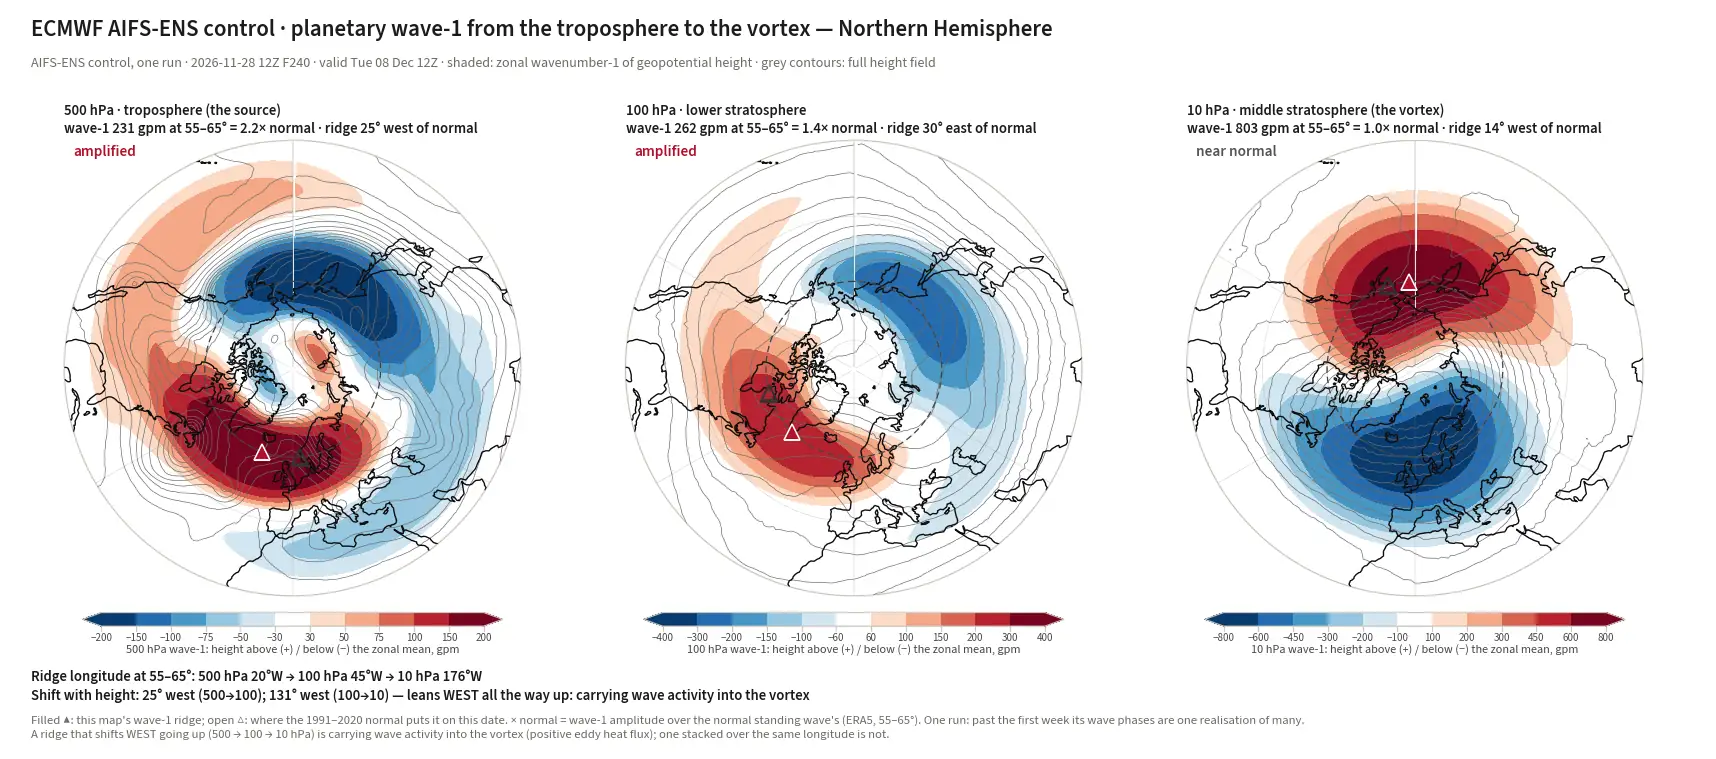 ECMWF AIFS-ENS control · planetary wave-1 from the troposphere to the vortex — Northern Hemisphere
AIFS-ENS control, one run · 2026-11-28 12Z F240 · valid Tue 08 Dec 12Z · shaded: zonal wavenumber-1 of geopotential height · grey contours: full height field
500 hPa · troposphere (the source)
wave-1 231 gpm at 55–65° = 2.2× normal · ridge 25° west of normal
amplified
100 hPa · lower stratosphere
wave-1 262 gpm at 55–65° = 1.4× normal · ridge 30° east of normal
amplified
10 hPa · middle stratosphere (the vortex)
wave-1 803 gpm at 55–65° = 1.0× normal · ridge 14° west of normal
near normal
−200 −150 −100 −75 −50 −30 30 50 75 100 150 200
500 hPa wave-1: height above (+) / below (−) the zonal mean, gpm
−400 −300 −200 −150 −100 −60 60 100 150 200 300 400
100 hPa wave-1: height above (+) / below (−) the zonal mean, gpm
−800 −600 −450 −300 −200 −100 100 200 300 450 600 800
10 hPa wave-1: height above (+) / below (−) the zonal mean, gpm
Ridge longitude at 55–65°: 500 hPa 20°W → 100 hPa 45°W → 10 hPa 176°W
Shift with height: 25° west (500→100); 131° west (100→10) — leans WEST all the way up: carrying wave activity into the vortex
Filled ▲: this map's wave-1 ridge; open △: where the 1991–2020 normal puts it on this date. × normal = wave-1 amplitude over the normal standing wave's (ERA5, 55–65°). One run: past the first week its wave phases are one realisation of many.
A ridge that shifts WEST going up (500 → 100 → 10 hPa) is carrying wave activity into the vortex (positive eddy heat flux); one stacked over the same longitude is not.